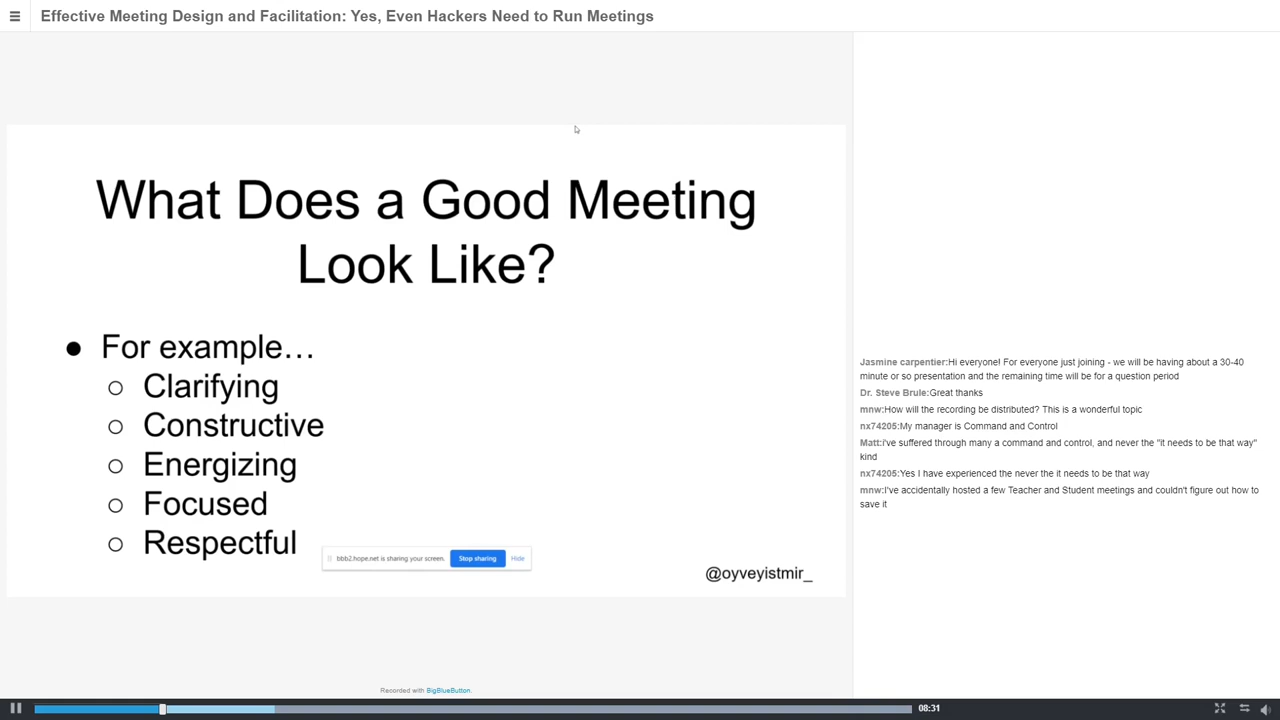 Effective Meeting Design and Facilitation: Yes, Even Hackers Need to Run Meetings
What Does a Good Meeting
Look Like?
● For example…
○ Clarifying
○ Constructive
○ Energizing
○ Focused
○ Respectful
bbb2.hope.net is sharing your screen.
Stop sharing
Hide
@oyveyistmir_
Jasmine carpentier:Hi everyone! For everyone just joining - we will be having about a 30-40
minute or so presentation and the remaining time will be for a question period
Dr. Steve Brule:Great thanks
mnw:How will the recording be distributed? This is a wonderful topic
nx74205:My manager is Command and Control
Matt:i've suffered through many a command and control, and never the "it needs to be that way"
kind
nx74205:Yes I have experienced the never the it needs to be that way
mnw:I've accidentally hosted a few Teacher and Student meetings and couldn't figure out how to
save it
Recorded with BigBlueButton.
08:31